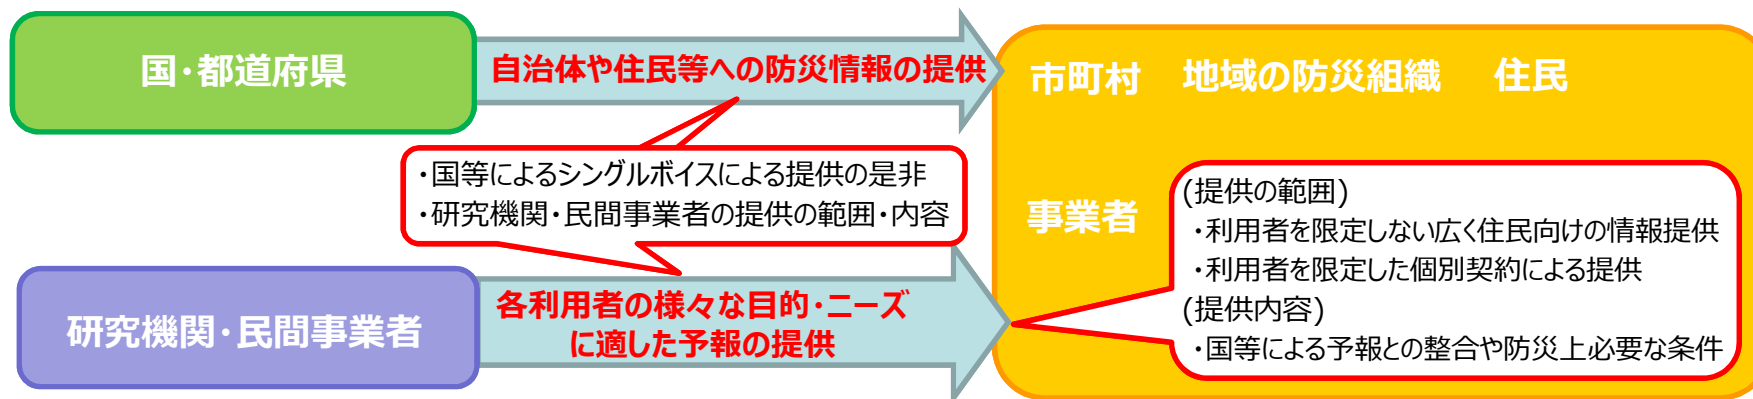 国・都道府県
自治体や住民等への防災情報の提供
市町村 地域の防災組織 住民
・国等によるシングルボイスによる提供の是非
・研究機関・民間事業者の提供の範囲・内容
事業者
(提供の範囲)
・利用者を限定しない広く住民向けの情報提供
・利用者を限定した個別契約による提供
(提供内容)
・国等による予報との整合や防災上必要な条件
研究機関・民間事業者
各利用者の様々な目的・ニーズ
に適した予報の提供